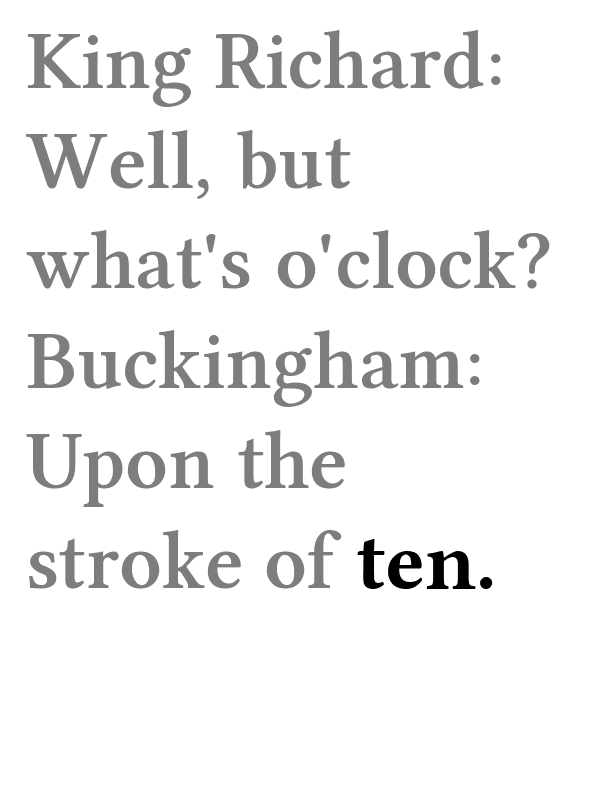 King Richard:
Well, but
what's o'clock?
Buckingham:
Upon the
stroke of ten.